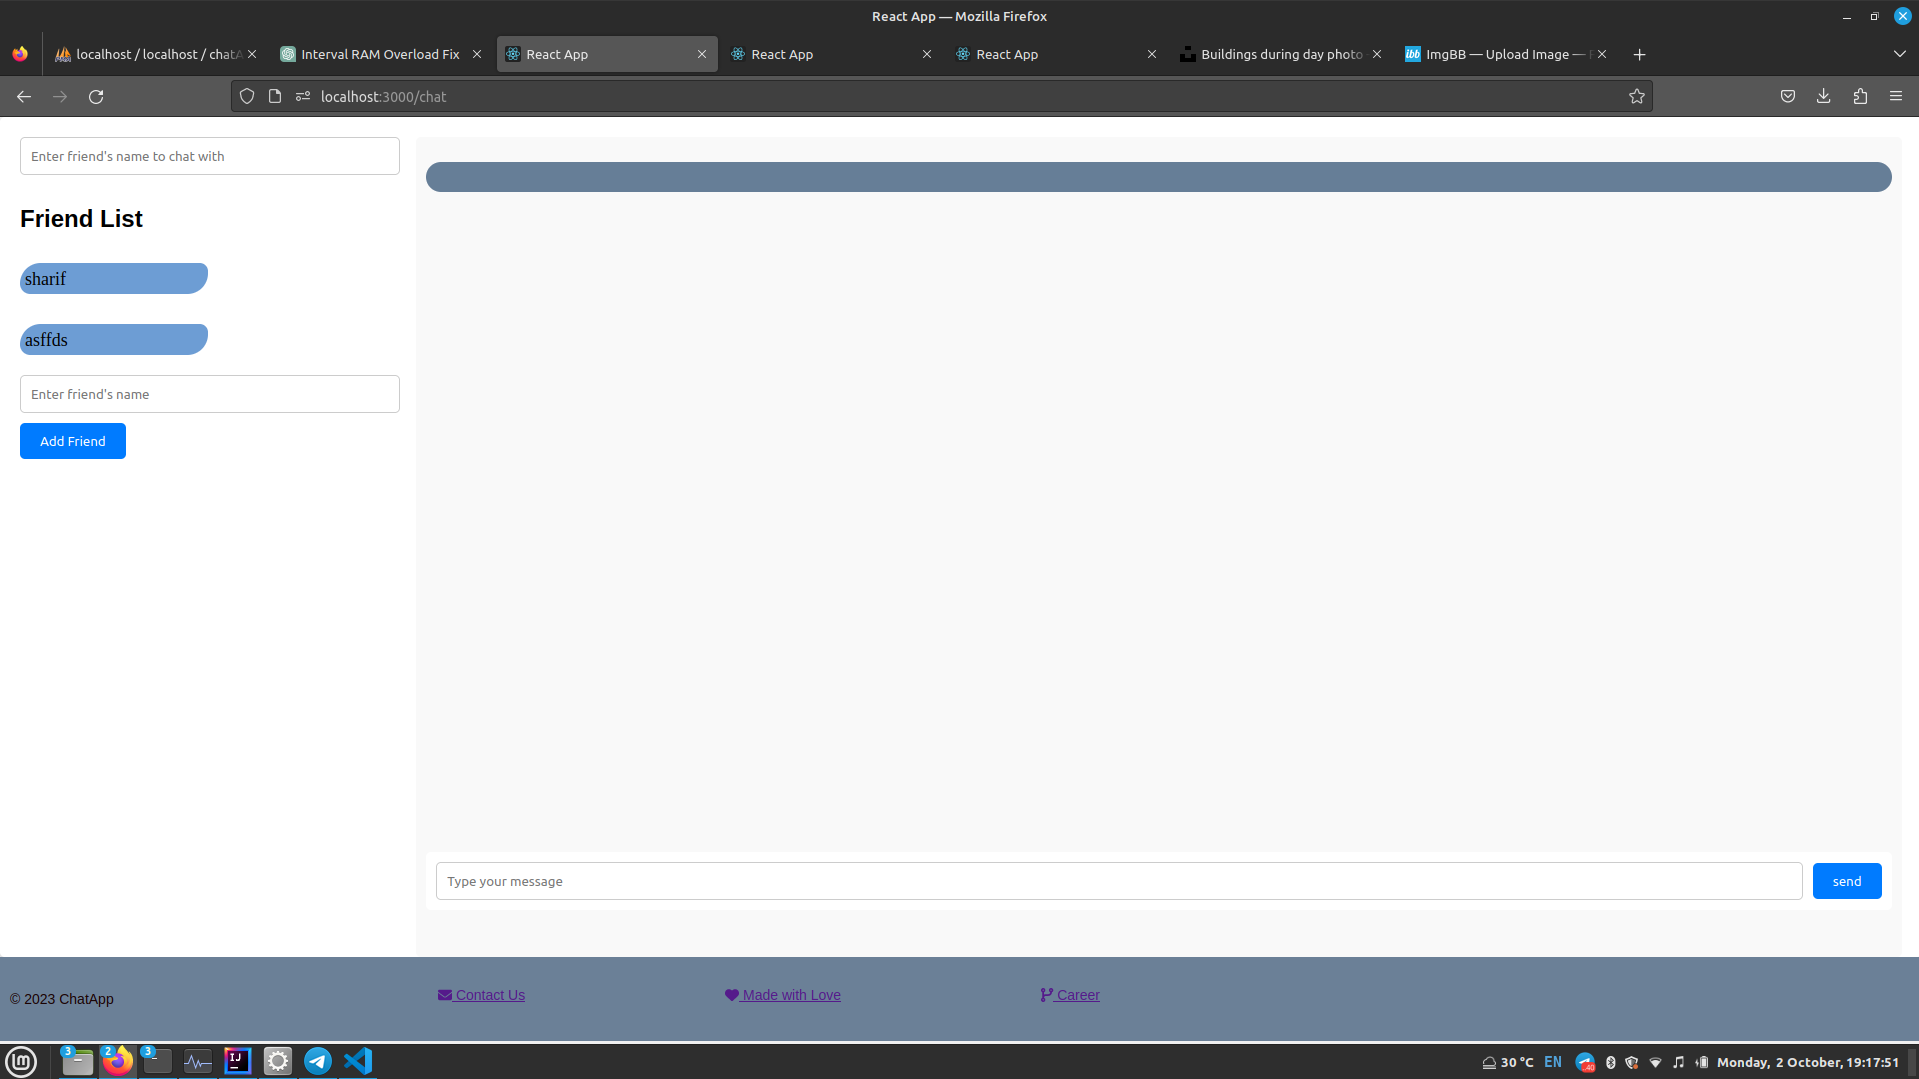 React App — Mozilla Firefox
localhost / localhost / chatA
Interval RAM Overload Fix
React App
React App
React App
Buildings during day photo
ImgBB — Upload Image —
localhost:3000/chat
Enter friend's name to chat with
Friend List
sharif
asffds
Enter friend's name
Add Friend
Type your message
send
© 2023 ChatApp
Contact Us
Made with Love
Career
3
2
3
IJ
30 °C
EN
40
Monday, 2 October, 19:17:51